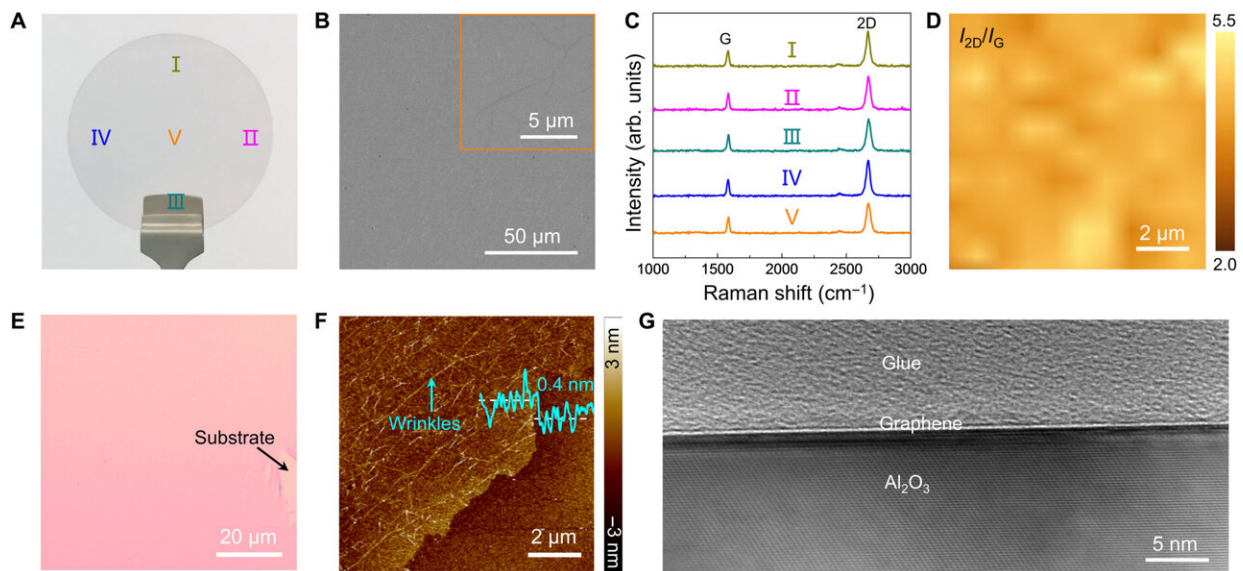 A
I
IV
V
II
III
B
5 µm
50 µm
C
Intensity (arb. units)
G
2D
I
II
III
IV
V
1000 1500 2000 2500 3000
Raman shift (cm⁻¹)
D
I2D/IG
2 µm
5.5
2.0
E
Substrate
20 µm
F
0.4 nm
Wrinkles
2 µm
3 nm
−3 nm
G
Glue
Graphene
Al₂O₃
5 nm